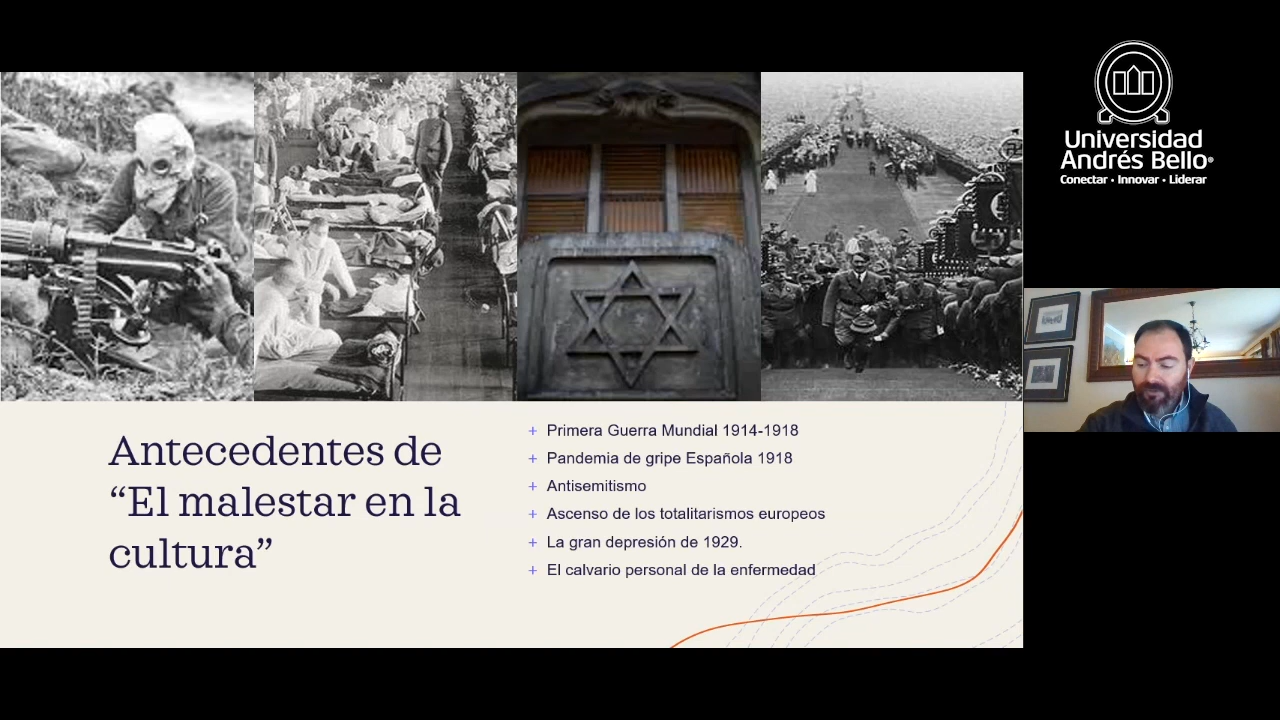 Antecedentes de
“El malestar en la
cultura”
+ Primera Guerra Mundial 1914-1918
+ Pandemia de gripe Española 1918
+ Antisemitismo
+ Ascenso de los totalitarismos europeos
+ La gran depresión de 1929.
+ El calvario personal de la enfermedad
Universidad
Andrés Bello®
Conectar • Innovar • Liderar